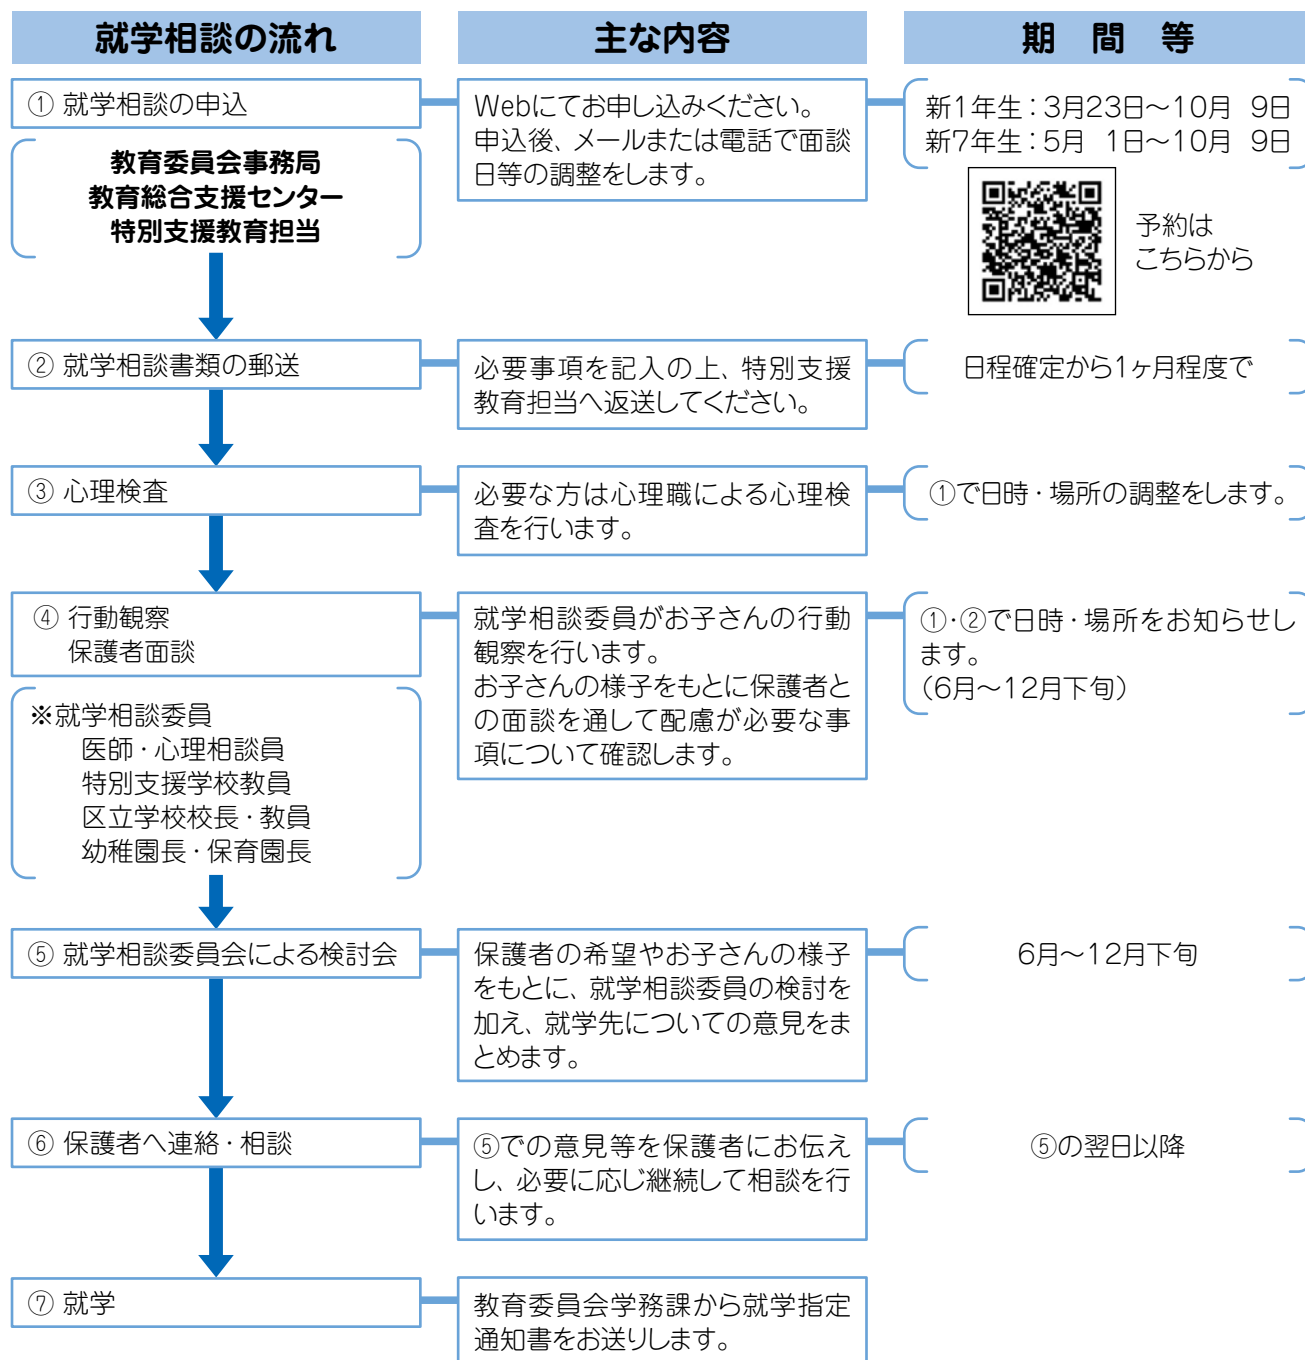 就学相談の流れ
主な内容
期 間 等
① 就学相談の申込
教育委員会事務局
教育総合支援センター
特別支援教育担当
Webにてお申し込みください。
申込後、メールまたは電話で面談
日等の調整をします。
新1年生：3月23日～10月 9日
新7年生：5月 1日～10月 9日
予約は
こちらから
② 就学相談書類の郵送
必要事項を記入の上、特別支援
教育担当へ返送してください。
日程確定から1ヶ月程度で
③ 心理検査
必要な方は心理職による心理検
査を行います。
①で日時・場所の調整をします。
④ 行動観察
保護者面談
※就学相談委員
医師・心理相談員
特別支援学校教員
区立学校校長・教員
幼稚園長・保育園長
就学相談委員がお子さんの行動
観察を行います。
お子さんの様子をもとに保護者と
の面談を通して配慮が必要な事
項について確認します。
①・②で日時・場所をお知らせし
ます。
（6月～12月下旬）
⑤ 就学相談委員会による検討会
保護者の希望やお子さんの様子
をもとに、就学相談委員の検討を
加え、就学先についての意見をま
とめます。
6月～12月下旬
⑥ 保護者へ連絡・相談
⑤での意見等を保護者にお伝え
し、必要に応じ継続して相談を行
います。
⑤の翌日以降
⑦ 就学
教育委員会学務課から就学指定
通知書をお送りします。